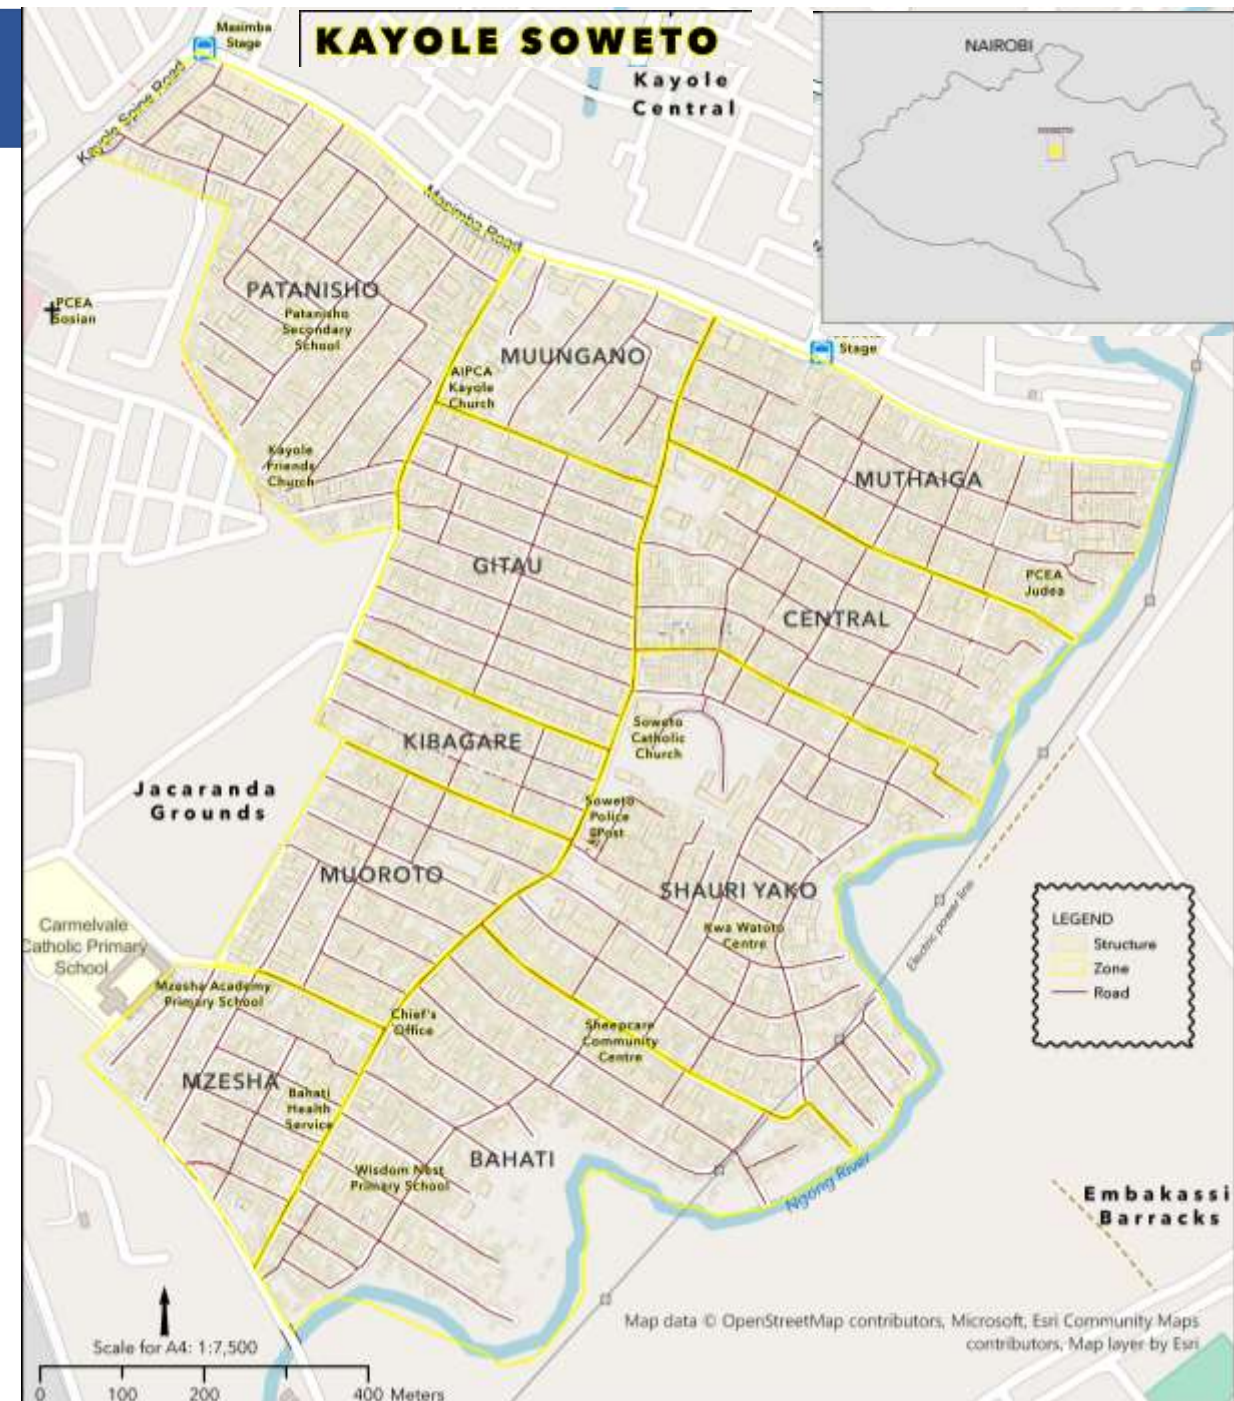 KAYOLE SOWETO
Masimba
Stage
Kayole
Central
NAIROBI
Kayole Spine Road
Masimba Road
PCEA
Sosian
PATANISHO
Patanisho
Secondary
School
MUUNGANO
AIPCA
Kayole
Church
Stage
Kayole
Friends
Church
MUTHAIGA
GITAU
PCEA
Judea
CENTRAL
KIBAGARE
Soweto
Catholic
Church
Jacaranda
Grounds
Soweto
Police
Post
MUOROTO
SHAURI YAKO
Kwa Watoto
Centre
Electric power line
LEGEND
Structure
Zone
Road
Carmelvale
Catholic Primary
School
Mzesha Academy
Primary School
Chief's
Office
Sheepcare
Community
Centre
MZESHA
Bahati
Health
Service
BAHATI
Wisdom Nest
Primary School
Ngong River
Embakassi
Barracks
Map data © OpenStreetMap contributors, Microsoft, Esri Community Maps
contributors, Map layer by Esri
Scale for A4: 1:7,500
0 100 200 400 Meters